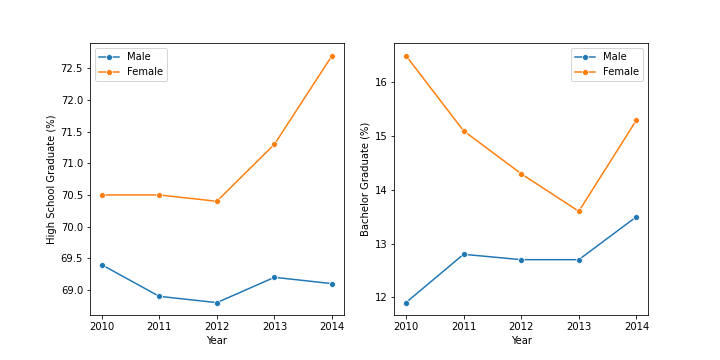 Male
Female
72.5
72.0
71.5
71.0
70.5
70.0
69.5
69.0
High School Graduate (%)
2010 2011 2012 2013 2014
Year
Male
Female
16
15
14
13
12
Bachelor Graduate (%)
2010 2011 2012 2013 2014
Year